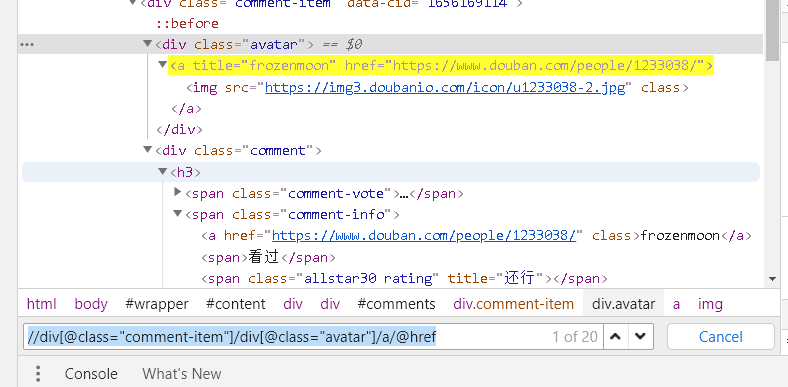 <div class="comment-item" data-cid="1656169114">
::before
<div class="avatar"> == $0
<a title="frozenmoon" href="https://www.douban.com/people/1233038/">
<img src="https://img3.doubanio.com/icon/u1233038-2.jpg" class>
</a>
</div>
<div class="comment">
<h3>
<span class="comment-vote">…</span>
<span class="comment-info">
<a href="https://www.douban.com/people/1233038/" class>frozenmoon</a>
<span>看过</span>
<span class="allstar30 rating" title="还行"></span>
html body #wrapper #content div div #comments div.comment-item div.avatar a img
//div[@class="comment-item"]/div[@class="avatar"]/a/@href 1 of 20 Cancel
Console What's New